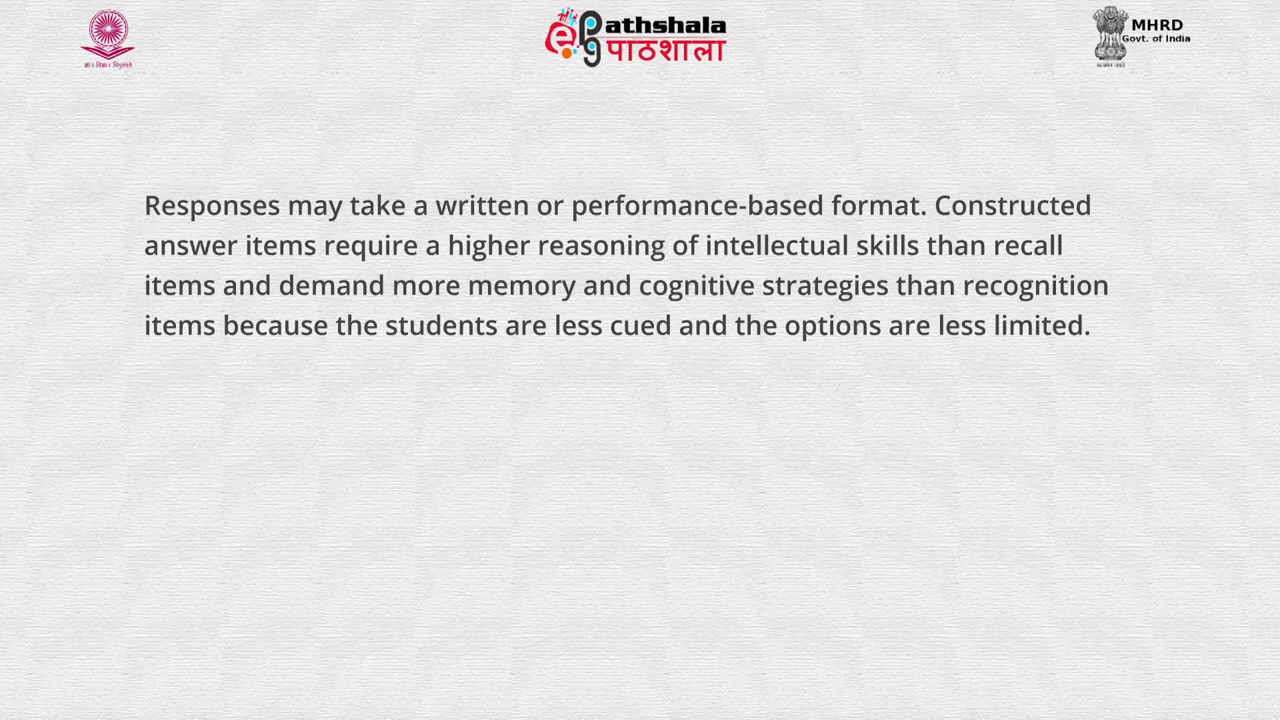 ePathshala
पाठशाला
MHRD
Govt. of India
Responses may take a written or performance-based format. Constructed
answer items require a higher reasoning of intellectual skills than recall
items and demand more memory and cognitive strategies than recognition
items because the students are less cued and the options are less limited.